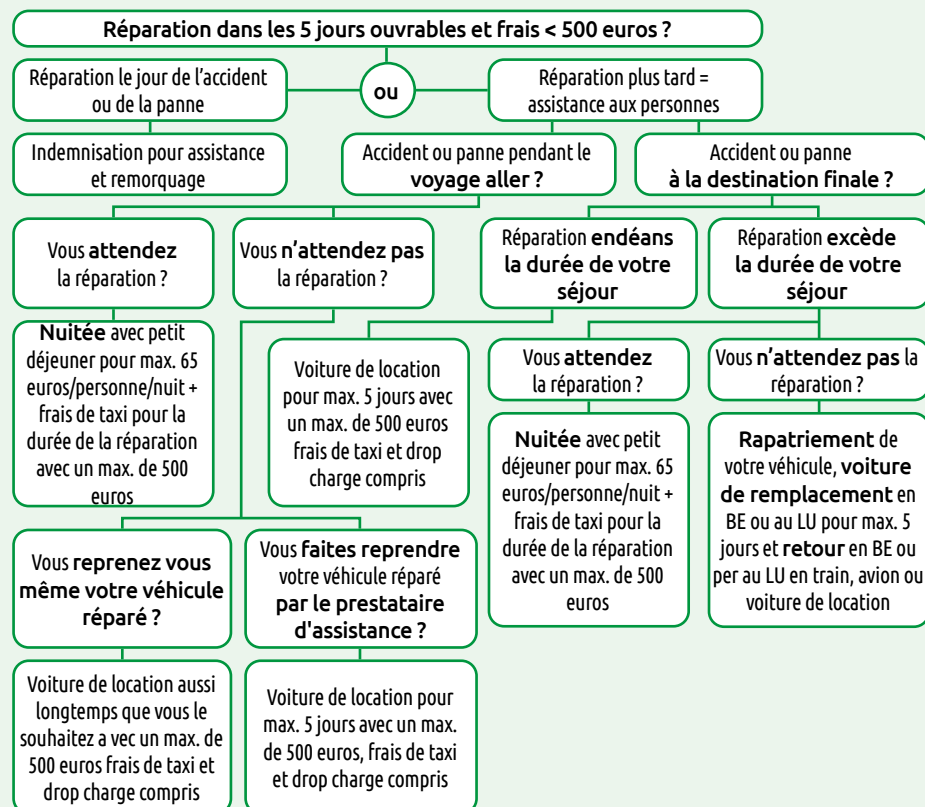 Réparation dans les 5 jours ouvrables et frais < 500 euros ?
Réparation le jour de l'accident
ou de la panne
ou
Réparation plus tard =
assistance aux personnes
Indemnisation pour assistance
et remorquage
Accident ou panne pendant le
voyage aller ?
Accident ou panne
à la destination finale ?
Vous attendez
la réparation ?
Vous n'attendez pas
la réparation ?
Réparation endéans
la durée de votre
séjour
Réparation excède
la durée de votre
séjour
Nuitée avec petit
déjeuner pour max. 65
euros/personne/nuit +
frais de taxi pour la
durée de la réparation
avec un max. de 500
euros
Voiture de location
pour max. 5 jours avec
un max. de 500 euros
frais de taxi et drop
charge compris
Vous attendez
la réparation ?
Vous n'attendez pas la
réparation ?
Nuitée avec petit
déjeuner pour max. 65
euros/personne/nuit +
frais de taxi pour la
durée de la réparation
avec un max. de 500
euros
Rapatriement de
votre véhicule, voiture
de remplacement en
BE ou au LU pour max. 5
jours et retour en BE ou
per au LU en train, avion ou
voiture de location
Vous reprenez vous
même votre véhicule
réparé ?
Vous faites reprendre
votre véhicule réparé
par le prestataire
d'assistance ?
Voiture de location aussi
longtemps que vous le
souhaitez a vec un max. de
500 euros frais de taxi et
drop charge compris
Voiture de location pour
max. 5 jours avec un max.
de 500 euros, frais de taxi
et drop charge compris